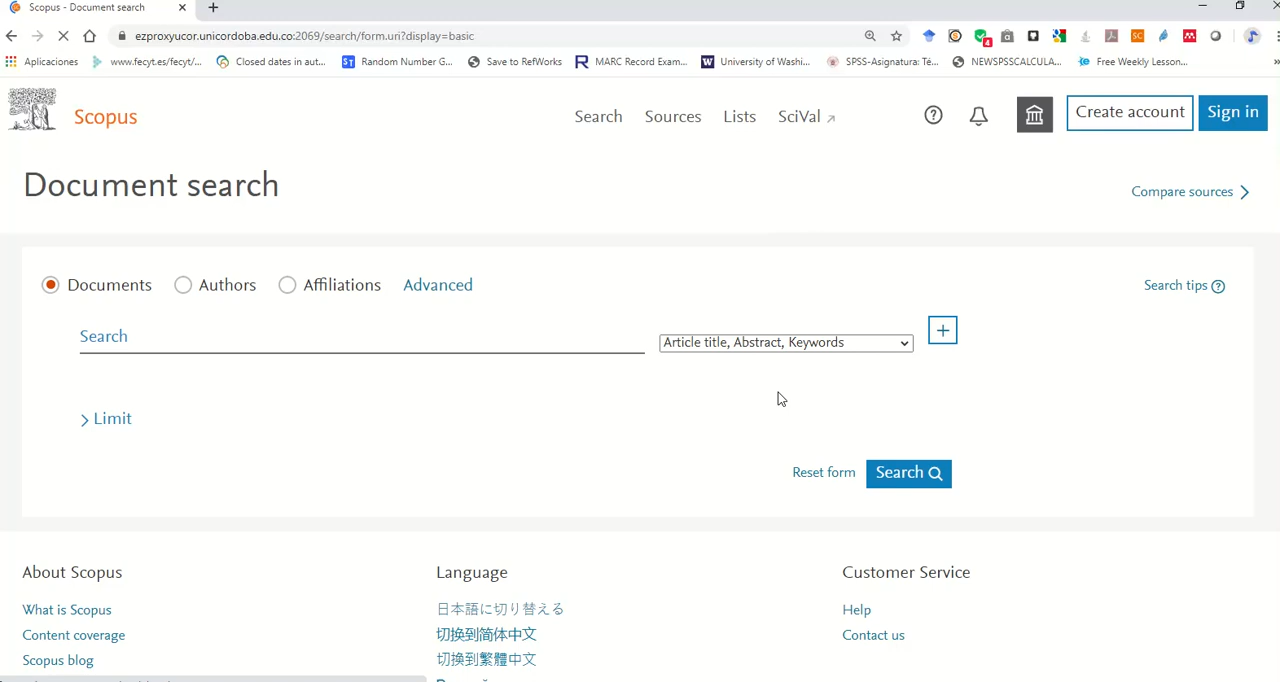 Scopus - Document search
ezproxyucor.unicordoba.edu.co:2069/search/form.uri?display=basic
Aplicaciones www.fecyt.es/fecyt/... Closed dates in aut... Random Number G... Save to RefWorks MARC Record Exam... University of Washi... SPSS-Asignatura: Té... NEWSPSSCALCULA... Free Weekly Lesson... »
Scopus Search Sources Lists SciVal Create account Sign in
Document search
Compare sources
Documents Authors Affiliations Advanced Search tips
Search Article title, Abstract, Keywords
Limit
Reset form Search
About Scopus Language Customer Service
What is Scopus 日本語に切り替える Help
Content coverage 切换到简体中文 Contact us
Scopus blog 切換到繁體中文